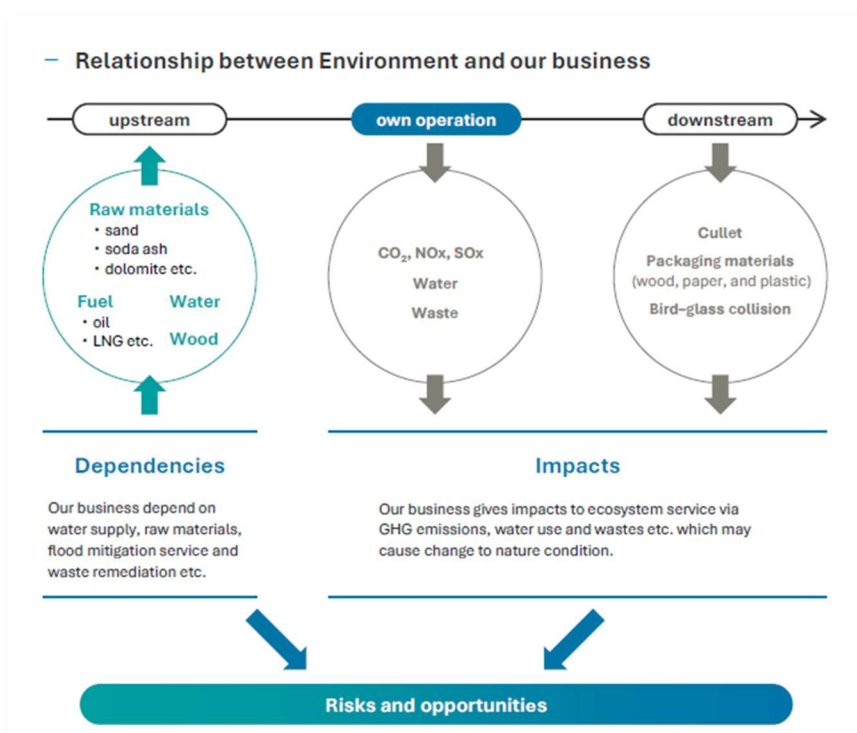 – Relationship between Environment and our business
upstream
own operation
downstream
Raw materials
・sand
・soda ash
・dolomite etc.
Fuel
・oil
・LNG etc.
Water
Wood
CO₂, NOx, SOx
Water
Waste
Cullet
Packaging materials
(wood, paper, and plastic)
Bird–glass collision
Dependencies
Our business depend on
water supply, raw materials,
flood mitigation service and
waste remediation etc.
Impacts
Our business gives impacts to ecosystem service via
GHG emissions, water use and wastes etc. which may
cause change to nature condition.
Risks and opportunities